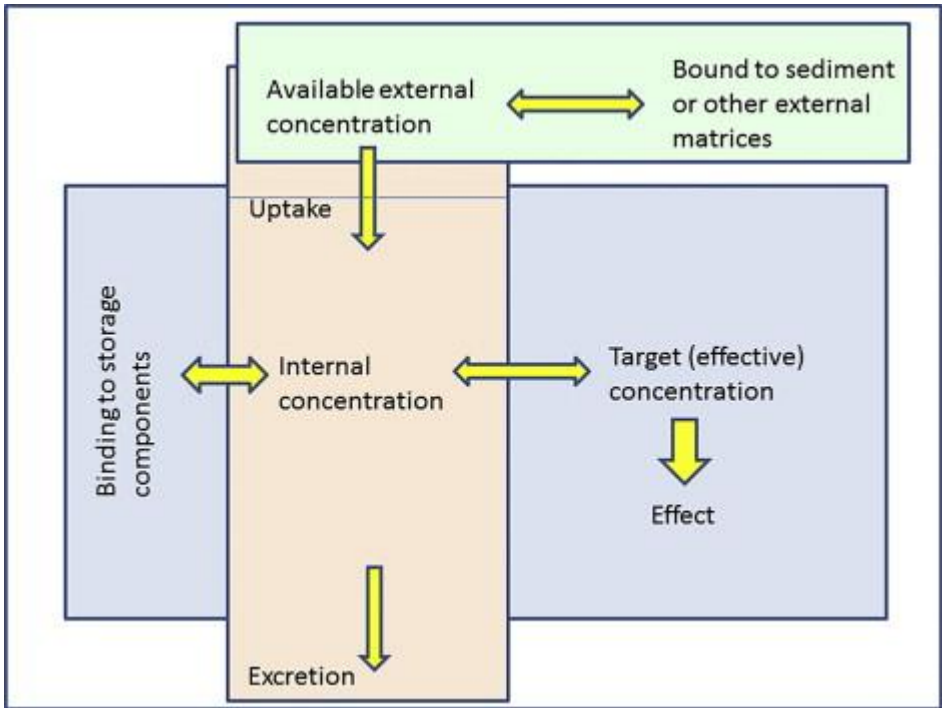 Available external
concentration
Bound to sediment
or other external
matrices
Uptake
Binding to storage
components
Internal
concentration
Target (effective)
concentration
Effect
Excretion